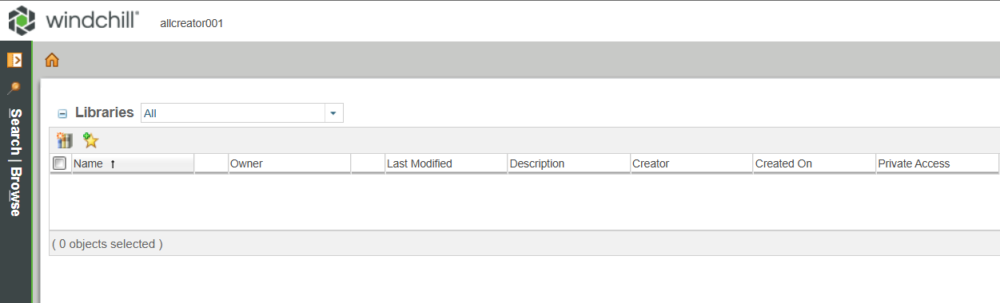 windchill® allcreator001
Search | Browse
Libraries All
Name ↑ Owner Last Modified Description Creator Created On Private Access
( 0 objects selected )